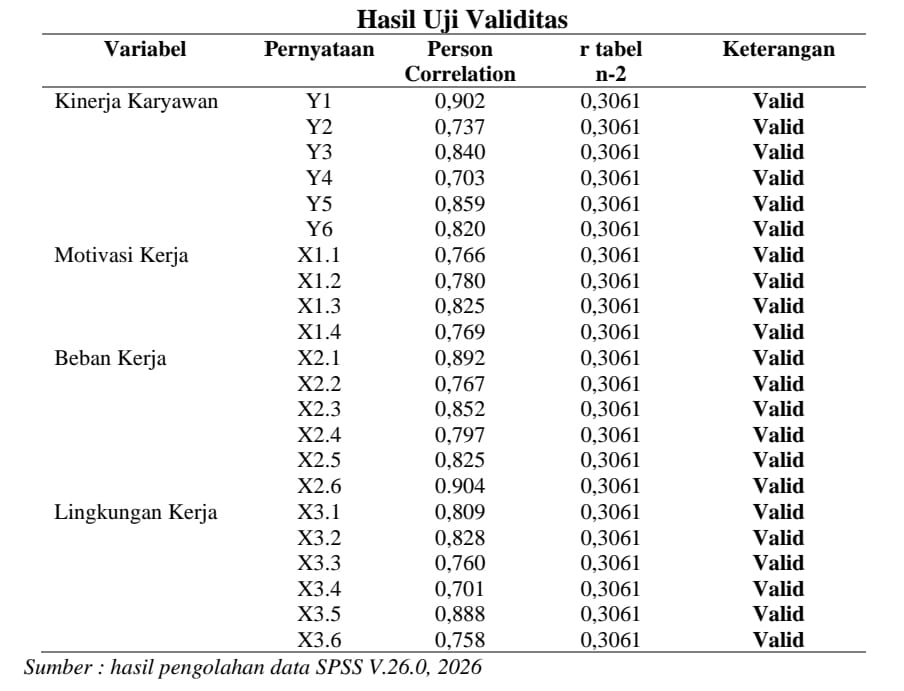 Hasil Uji Validitas
Variabel Pernyataan Person r tabel Keterangan
Correlation n-2
Kinerja Karyawan Y1 0,902 0,3061 Valid
Y2 0,737 0,3061 Valid
Y3 0,840 0,3061 Valid
Y4 0,703 0,3061 Valid
Y5 0,859 0,3061 Valid
Y6 0,820 0,3061 Valid
Motivasi Kerja X1.1 0,766 0,3061 Valid
X1.2 0,780 0,3061 Valid
X1.3 0,825 0,3061 Valid
X1.4 0,769 0,3061 Valid
Beban Kerja X2.1 0,892 0,3061 Valid
X2.2 0,767 0,3061 Valid
X2.3 0,852 0,3061 Valid
X2.4 0,797 0,3061 Valid
X2.5 0,825 0,3061 Valid
X2.6 0.904 0,3061 Valid
Lingkungan Kerja X3.1 0,809 0,3061 Valid
X3.2 0,828 0,3061 Valid
X3.3 0,760 0,3061 Valid
X3.4 0,701 0,3061 Valid
X3.5 0,888 0,3061 Valid
X3.6 0,758 0,3061 Valid
Sumber : hasil pengolahan data SPSS V.26.0, 2026